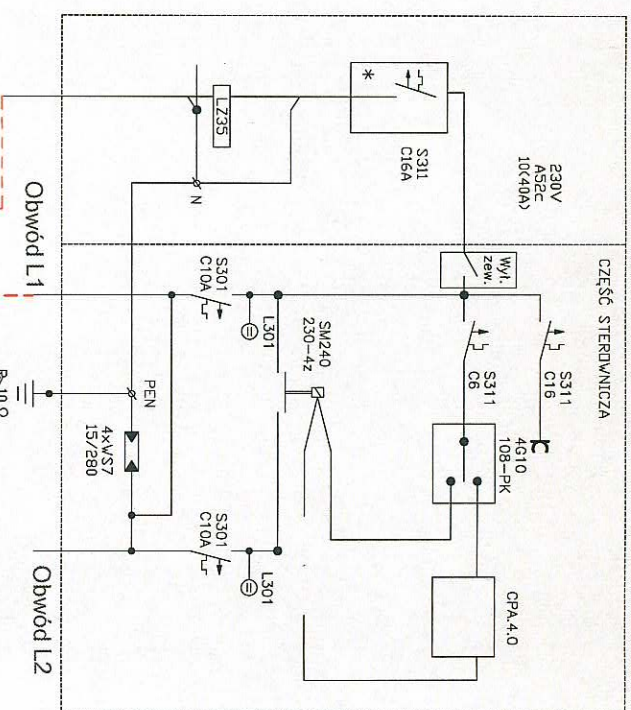 CZĘŚĆ STEROWNICZA
230V
A52c
10(40A)
S311
C16A
*
LZ35
N
Wył.
zew.
S311
C16
S311
C6
4G10
108-PK
CPA.4.0
SM240
230-4z
L301
S301
C10A
L301
S301
C10A
PEN
4xWS7
15/280
Obwód L1
Obwód L2